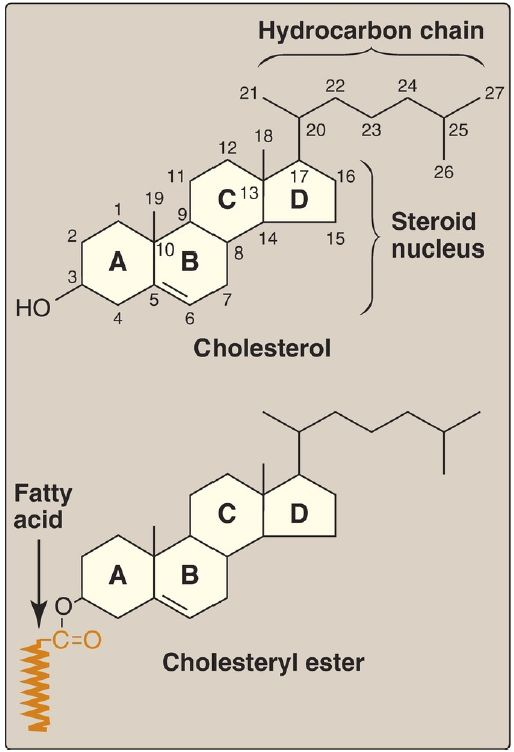 Hydrocarbon chain
21
22
24
27
20
23
25
26
18
12
11
17
16
C
13
D
19
9
1
2
10
14
15
A
B
8
3
HO
4
5
6
7
Steroid
nucleus
Cholesterol
Fatty
acid
C
D
A
B
O
C=O
Cholesteryl ester